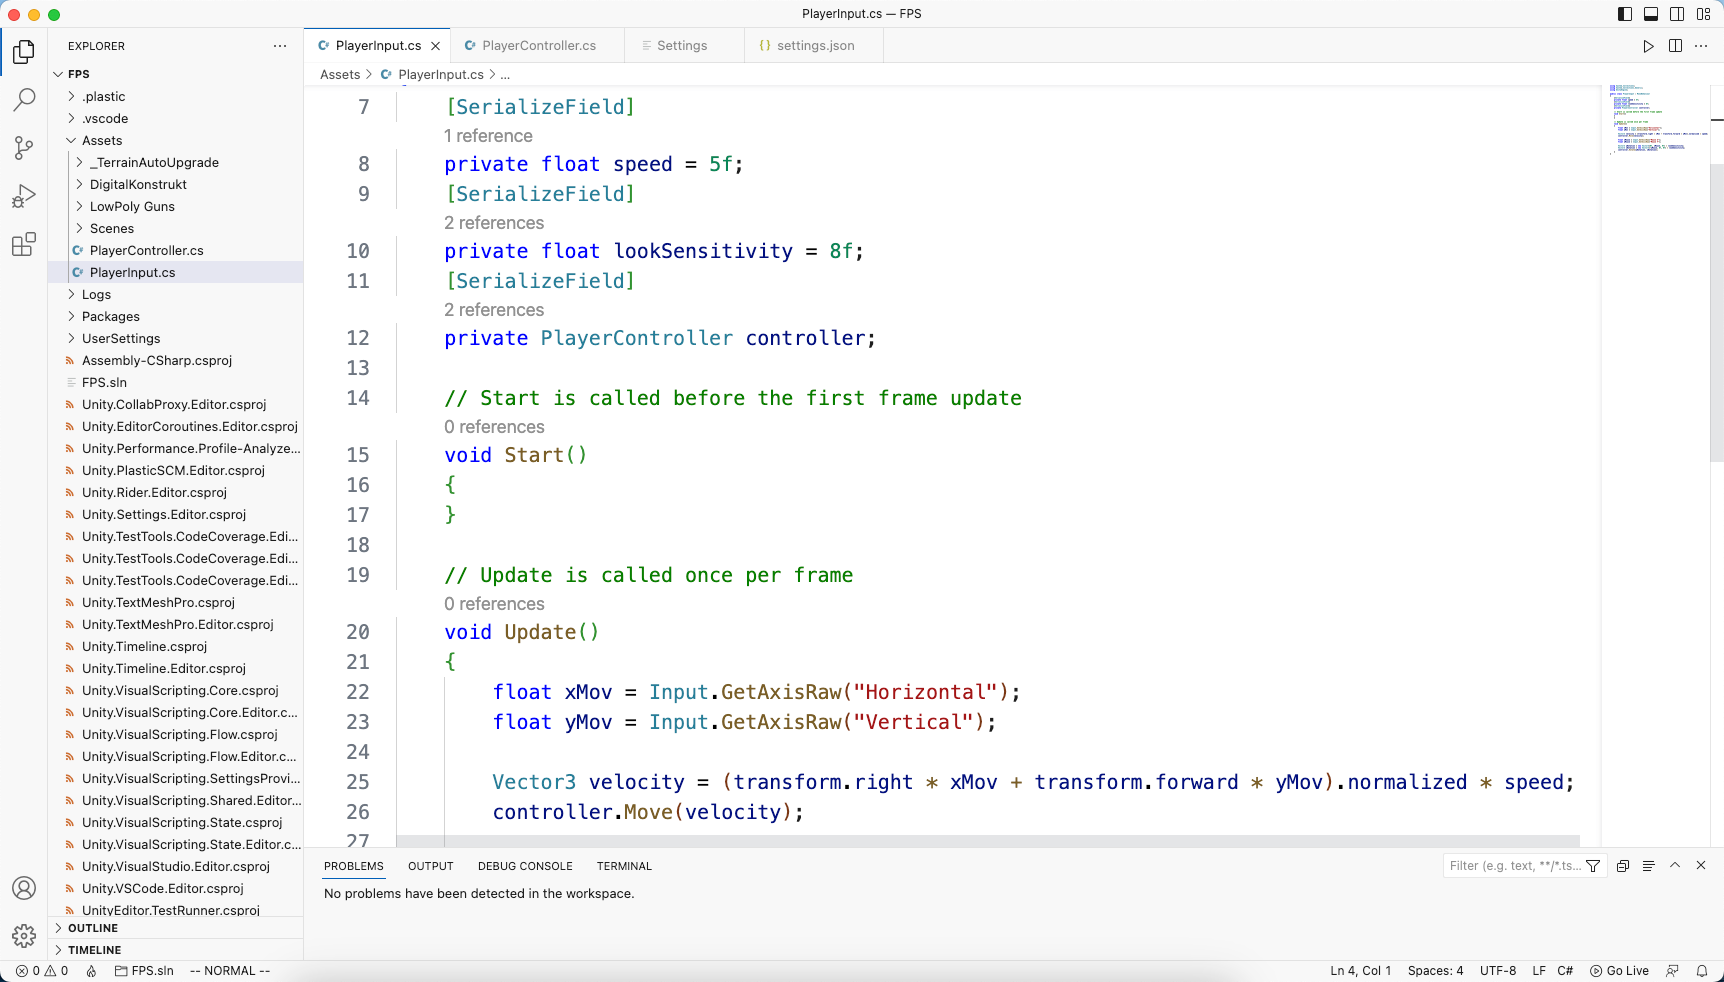 PlayerInput.cs — FPS
EXPLORER
PlayerInput.cs
PlayerController.cs
Settings
settings.json
Assets > PlayerInput.cs > ...
FPS
.plastic
.vscode
Assets
_TerrainAutoUpgrade
DigitalKonstrukt
LowPoly Guns
Scenes
PlayerController.cs
PlayerInput.cs
Logs
Packages
UserSettings
Assembly-CSharp.csproj
FPS.sln
Unity.CollabProxy.Editor.csproj
Unity.EditorCoroutines.Editor.csproj
Unity.Performance.Profile-Analyze...
Unity.PlasticSCM.Editor.csproj
Unity.Rider.Editor.csproj
Unity.Settings.Editor.csproj
Unity.TestTools.CodeCoverage.Edi...
Unity.TestTools.CodeCoverage.Edi...
Unity.TestTools.CodeCoverage.Edi...
Unity.TextMeshPro.csproj
Unity.TextMeshPro.Editor.csproj
Unity.Timeline.csproj
Unity.Timeline.Editor.csproj
Unity.VisualScripting.Core.csproj
Unity.VisualScripting.Core.Editor.c...
Unity.VisualScripting.Flow.csproj
Unity.VisualScripting.Flow.Editor.c...
Unity.VisualScripting.SettingsProvi...
Unity.VisualScripting.Shared.Editor...
Unity.VisualScripting.State.csproj
Unity.VisualScripting.State.Editor.c...
Unity.VisualStudio.Editor.csproj
Unity.VSCode.Editor.csproj
UnityEditor.TestRunner.csproj
OUTLINE
TIMELINE
7 [SerializeField]
1 reference
8 private float speed = 5f;
9 [SerializeField]
2 references
10 private float lookSensitivity = 8f;
11 [SerializeField]
2 references
12 private PlayerController controller;
13
14 // Start is called before the first frame update
0 references
15 void Start()
16 {
17 }
18
19 // Update is called once per frame
0 references
20 void Update()
21 {
22 float xMov = Input.GetAxisRaw("Horizontal");
23 float yMov = Input.GetAxisRaw("Vertical");
24
25 Vector3 velocity = (transform.right * xMov + transform.forward * yMov).normalized * speed;
26 controller.Move(velocity);
27
PROBLEMS OUTPUT DEBUG CONSOLE TERMINAL
Filter (e.g. text, **/*.ts...
No problems have been detected in the workspace.
0 0 FPS.sln -- NORMAL --
Ln 4, Col 1 Spaces: 4 UTF-8 LF C# Go Live